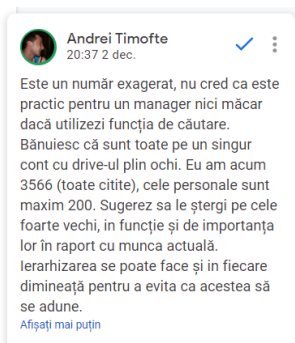 Andrei Timofte
20:37 2 dec.
Este un număr exagerat, nu cred ca este
practic pentru un manager nici măcar
dacă utilizezi funcția de căutare.
Bănuiesc că sunt toate pe un singur
cont cu drive-ul plin ochi. Eu am acum
3566 (toate citite), cele personale sunt
maxim 200. Sugerez sa le ștergi pe cele
foarte vechi, in funcție și de importanța
lor în raport cu munca actuală.
Ierarhizarea se poate face și in fiecare
dimineață pentru a evita ca acestea să
se adune.
Afișați mai puțin